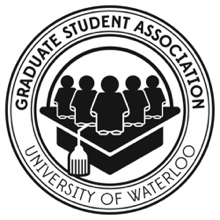 GRADUATE STUDENT ASSOCIATION
UNIVERSITY OF WATERLOO